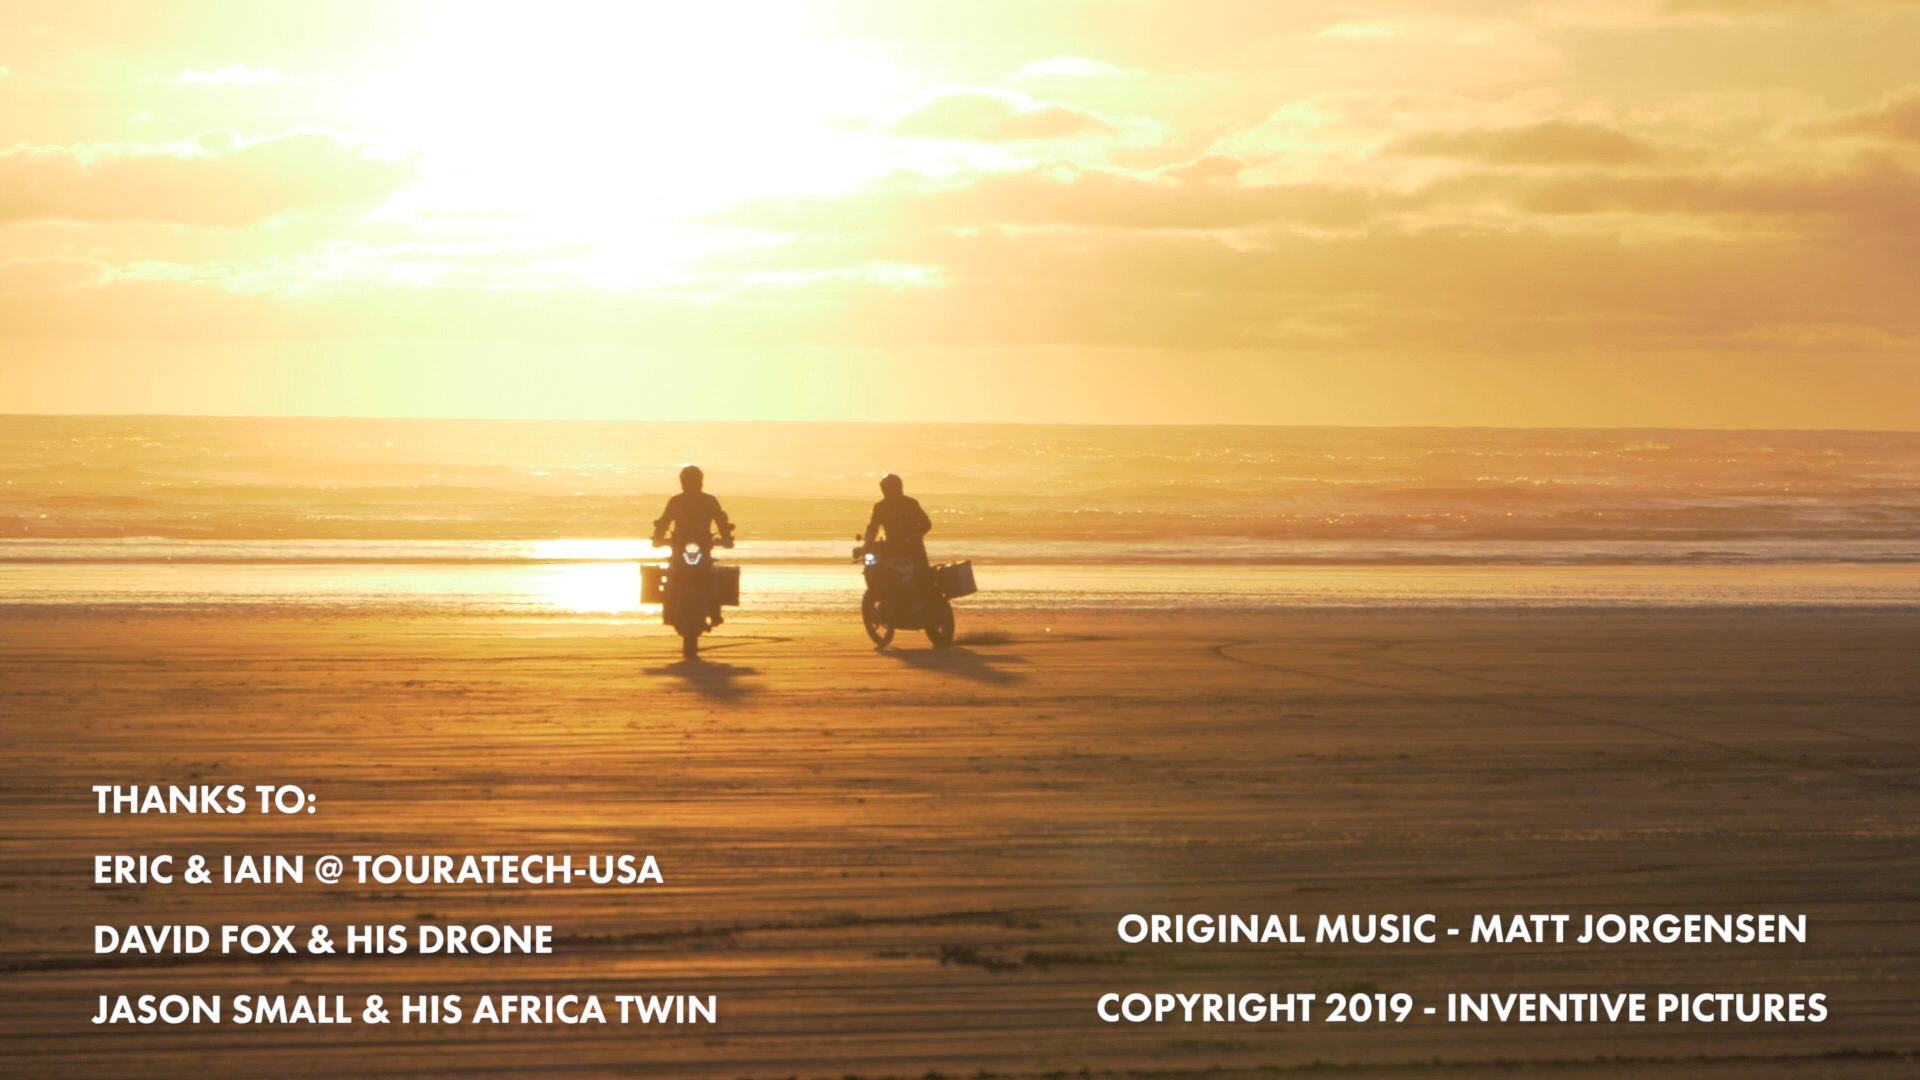 THANKS TO:
ERIC & IAIN @ TOURATECH-USA
DAVID FOX & HIS DRONE
JASON SMALL & HIS AFRICA TWIN
ORIGINAL MUSIC - MATT JORGENSEN
COPYRIGHT 2019 - INVENTIVE PICTURES